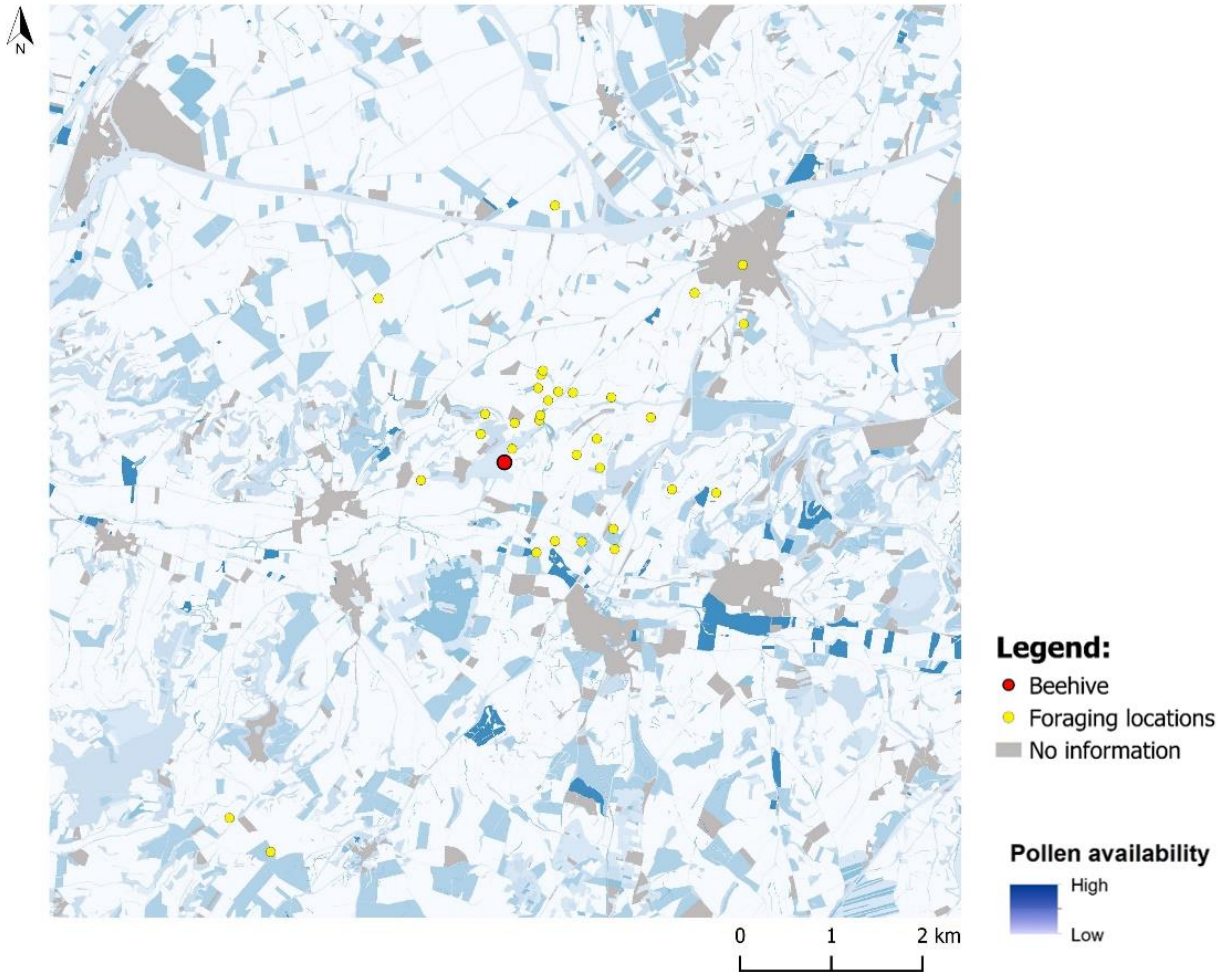 N
Legend:
Beehive
Foraging locations
No information
Pollen availability
High
Low
0 1 2 km